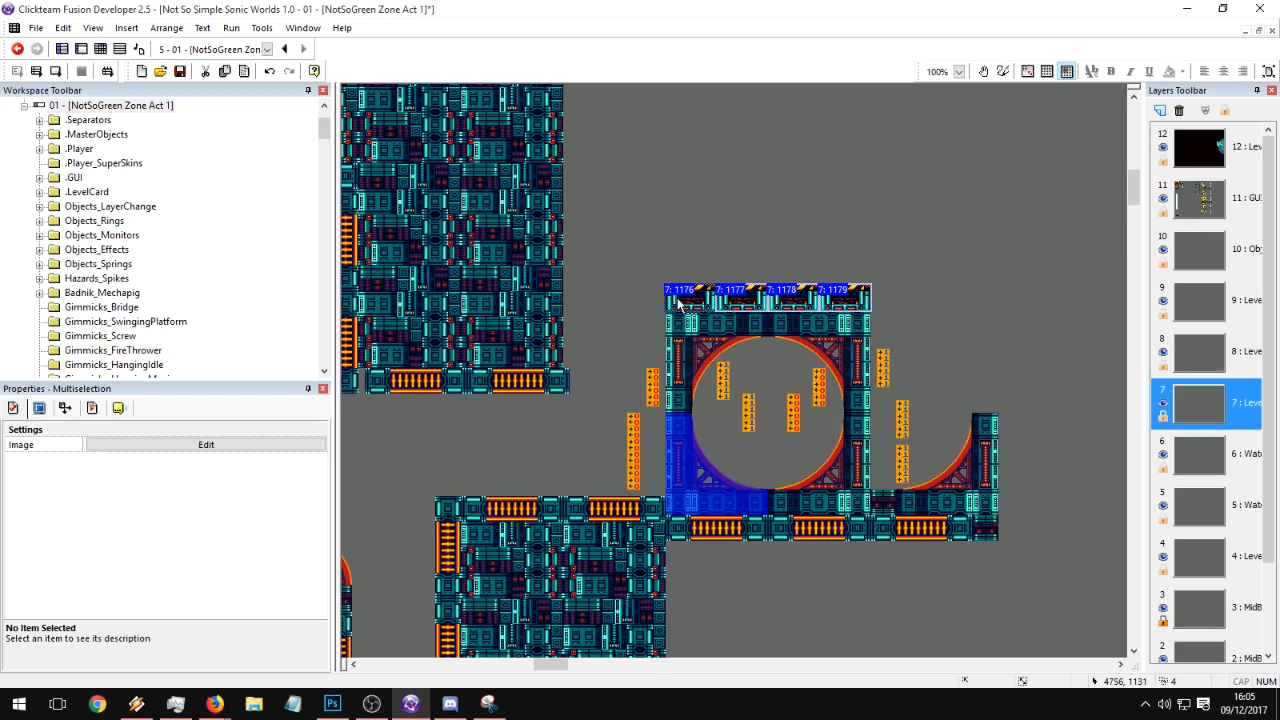 Clickteam Fusion Developer 2.5 - [Not So Simple Sonic Worlds 1.0 - 01 - [NotSoGreen Zone Act 1]*]
File Edit View Insert Arrange Text Run Tools Window Help
5 - 01 - [NotSoGreen Zon
100%
Workspace Toolbar
01 - [NotSoGreen Zone Act 1]
.Separators
.MasterObjects
.Player
.Player_SuperSkins
.GUI
.LevelCard
Objects_LayerChange
Objects_Rings
Objects_Monitors
Objects_Effects
Objects_Springs
Hazards_Spikes
Badnik_Mechapig
Gimmicks_Bridge
Gimmicks_SwingingPlatform
Gimmicks_Screw
Gimmicks_FireThrower
Gimmicks_HangingIdle
Properties - Multiselection
Settings
Image Edit
No Item Selected
Select an item to see its description
7: 1176 7: 1177 7: 1178 7: 1179
Layers Toolbar
12 12 : Lev
11 11 : GU
10 10 : Obj
9 9 : Leve
8 8 : Leve
7 7 : Leve
6 6 : Wat
5 5 : Wat
4 4 : Leve
3 3 : MidB
2 2 : MidB
4756, 1131 4 CAP NUM
16:05
09/12/2017